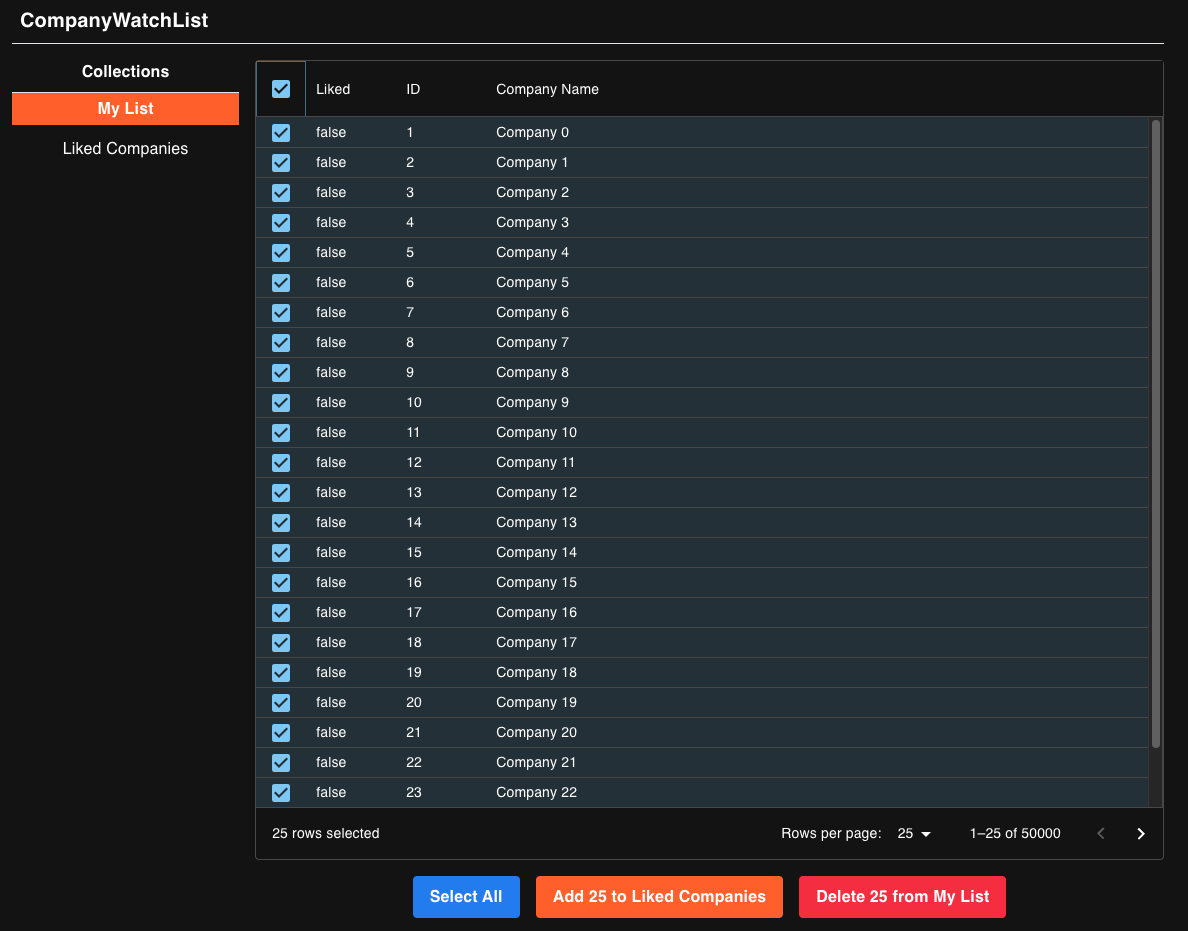 CompanyWatchList
Collections
My List
Liked Companies
Liked ID Company Name
false 1 Company 0
false 2 Company 1
false 3 Company 2
false 4 Company 3
false 5 Company 4
false 6 Company 5
false 7 Company 6
false 8 Company 7
false 9 Company 8
false 10 Company 9
false 11 Company 10
false 12 Company 11
false 13 Company 12
false 14 Company 13
false 15 Company 14
false 16 Company 15
false 17 Company 16
false 18 Company 17
false 19 Company 18
false 20 Company 19
false 21 Company 20
false 22 Company 21
false 23 Company 22
25 rows selected Rows per page: 25 1–25 of 50000
Select All Add 25 to Liked Companies Delete 25 from My List